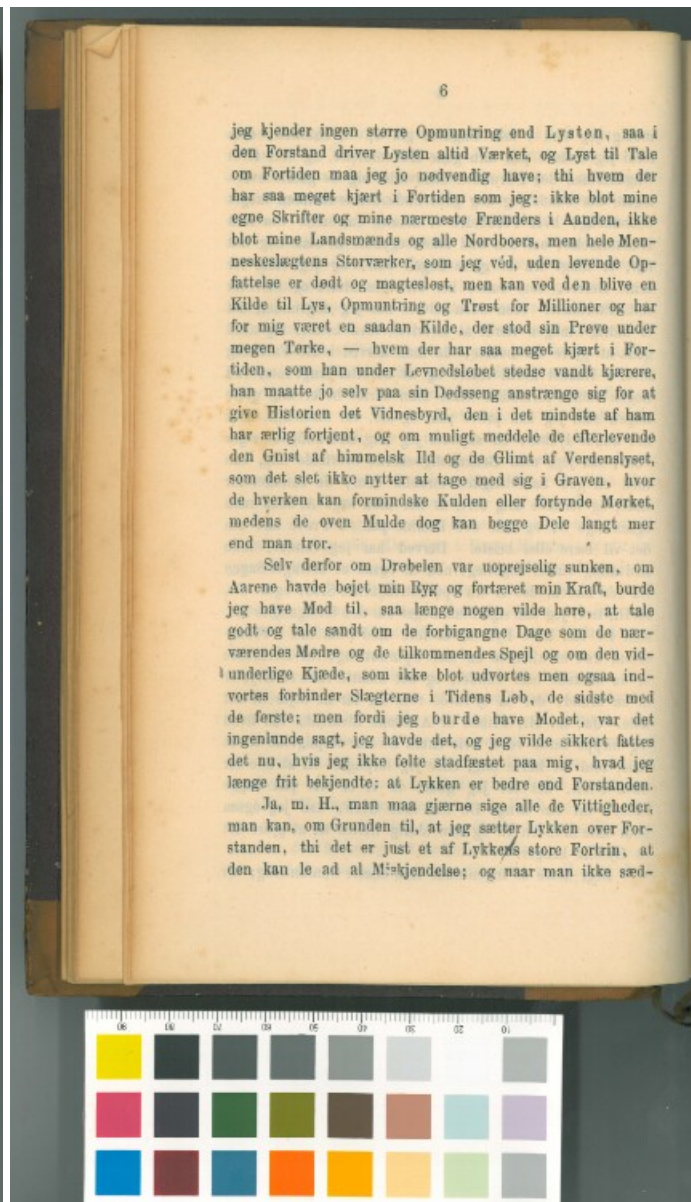 6
jeg kjender ingen større Opmuntring end Lysten, saa i
den Forstand driver Lysten altid Værket, og Lyst til Tale
om Fortiden maa jeg jo nødvendig have; thi hvem der
har saa meget kjært i Fortiden som jeg: ikke blot mine
egne Skrifter og mine nærmeste Frænders i Aanden, ikke
blot mine Landsmænds og alle Nordboers, men hele Men-
neskeslægtens Storværker, som jeg véd, uden levende Op-
fattelse er dødt og magtesløst, men kan ved den blive en
Kilde til Lys, Opmuntring og Trøst for Millioner og har
for mig været en saadan Kilde, der stod sin Prøve under
megen Tørke, — hvem der har saa meget kjært i For-
tiden, som han under Levnedsløbet stedse vandt kjærere,
han maatte jo selv paa sin Dødsseng anstrænge sig for at
give Historien det Vidnesbyrd, den i det mindste af ham
har ærlig fortjent, og om muligt meddele de efterlevende
den Gnist af himmelsk Ild og de Glimt af Verdenslyset,
som det slet ikke nytter at tage med sig i Graven, hvor
de hverken kan formindske Kulden eller fortynde Mørket,
medens de oven Mulde dog kan begge Dele langt mer
end man tror.
Selv derfor om Drøbelen var uoprejselig sunken, om
Aarene havde bøjet min Ryg og fortæret min Kraft, burde
jeg have Mod til, saa længe nogen vilde høre, at tale
godt og tale sandt om de forbigangne Dage som de nær-
værendes Mødre og de tilkommendes Spejl og om den vid-
underlige Kjæde, som ikke blot udvortes men ogsaa ind-
vortes forbinder Slægterne i Tidens Løb, de sidste med
de første; men fordi jeg burde have Modet, var det
ingenlunde sagt, jeg havde det, og jeg vilde sikkert fattes
det nu, hvis jeg ikke følte stadfæstet paa mig, hvad jeg
længe frit bekjendte: at Lykken er bedre end Forstanden.
Ja, m. H., man maa gjærne sige alle de Vittigheder,
man kan, om Grunden til, at jeg sætter Lykken over For-
standen, thi det er just et af Lykkens store Fortrin, at
den kan le ad al Miskjendelse; og naar man ikke sæd-
90 80 70 60 50 40 30 20 10